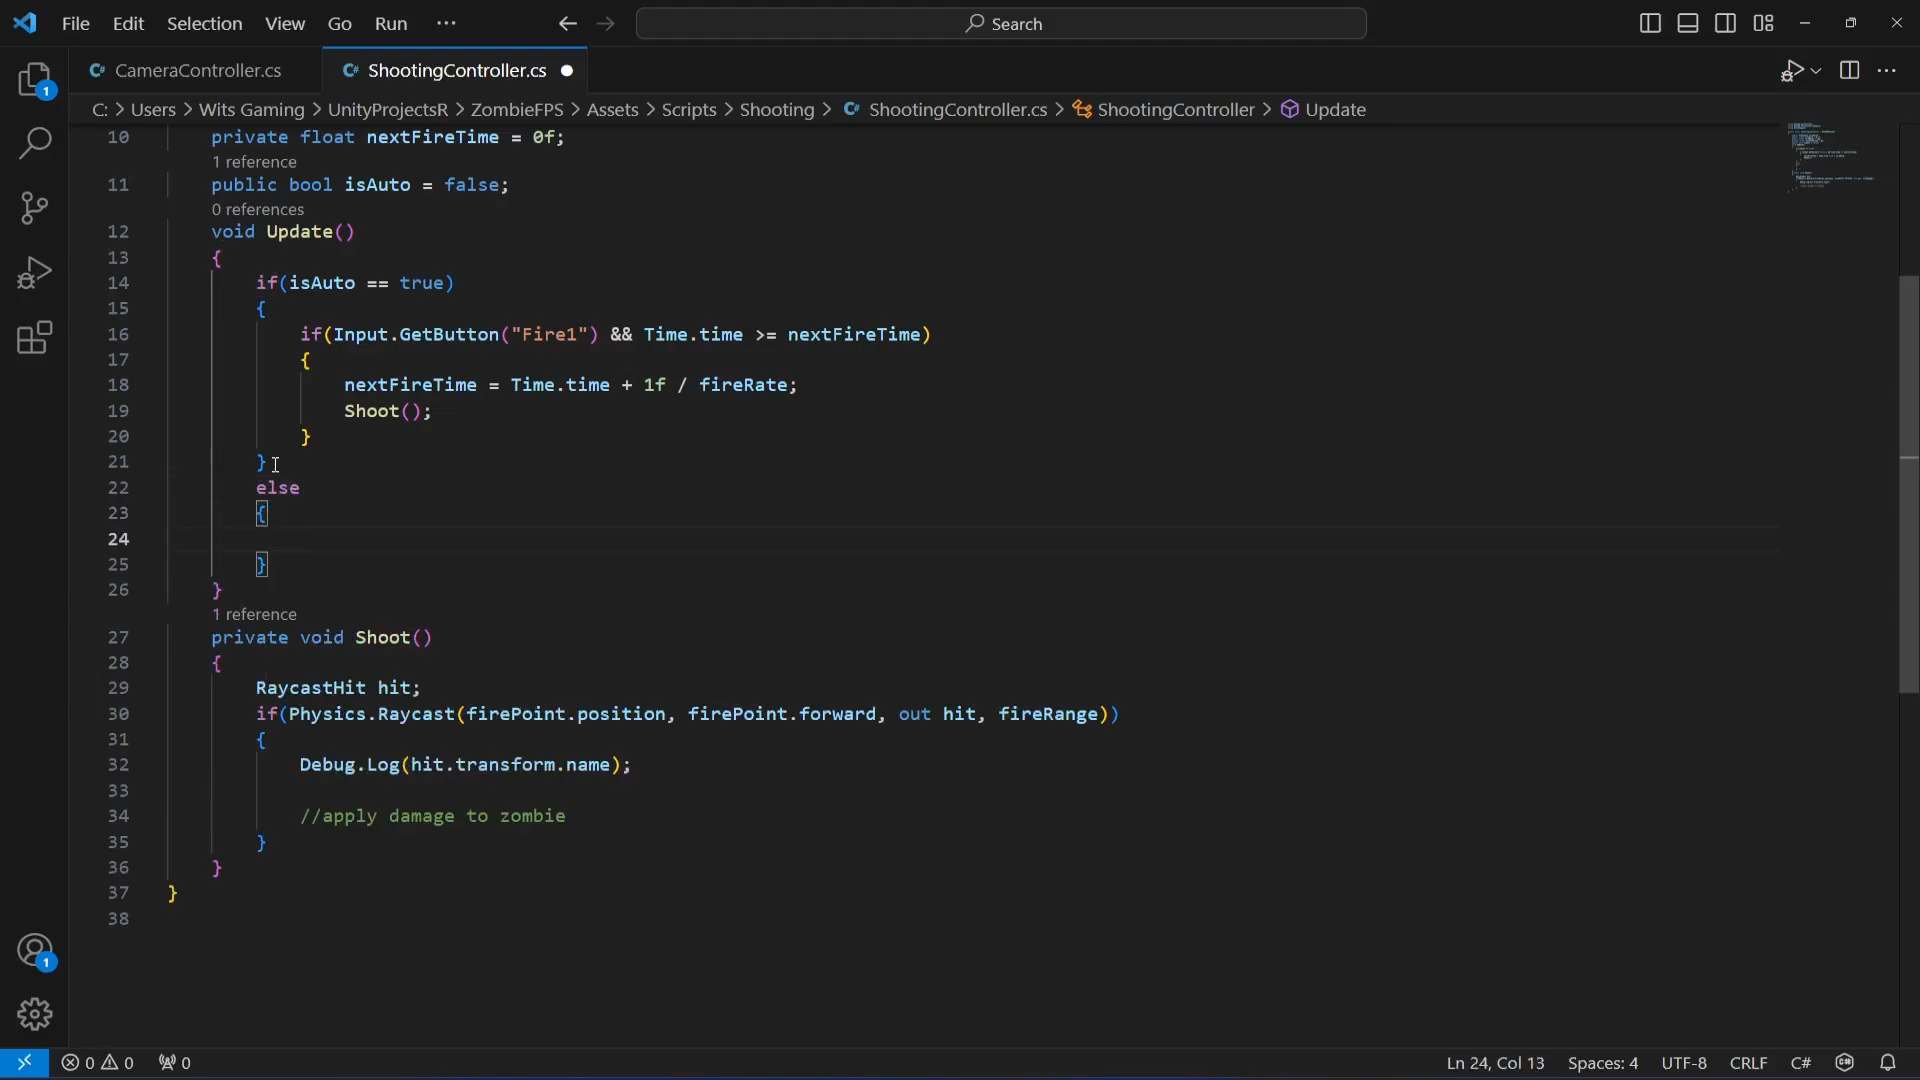 File Edit Selection View Go Run ··· Search
CameraController.cs ShootingController.cs
C: > Users > Wits Gaming > UnityProjectsR > ZombieFPS > Assets > Scripts > Shooting > ShootingController.cs > ShootingController > Update
10 private float nextFireTime = 0f;
1 reference
11 public bool isAuto = false;
0 references
12 void Update()
13 {
14 if(isAuto == true)
15 {
16 if(Input.GetButton("Fire1") && Time.time >= nextFireTime)
17 {
18 nextFireTime = Time.time + 1f / fireRate;
19 Shoot();
20 }
21 }
22 else
23 {
24
25 }
26 }
1 reference
27 private void Shoot()
28 {
29 RaycastHit hit;
30 if(Physics.Raycast(firePoint.position, firePoint.forward, out hit, fireRange))
31 {
32 Debug.Log(hit.transform.name);
33
34 //apply damage to zombie
35 }
36 }
37 }
38
1
1
0 0 0 Ln 24, Col 13 Spaces: 4 UTF-8 CRLF C#